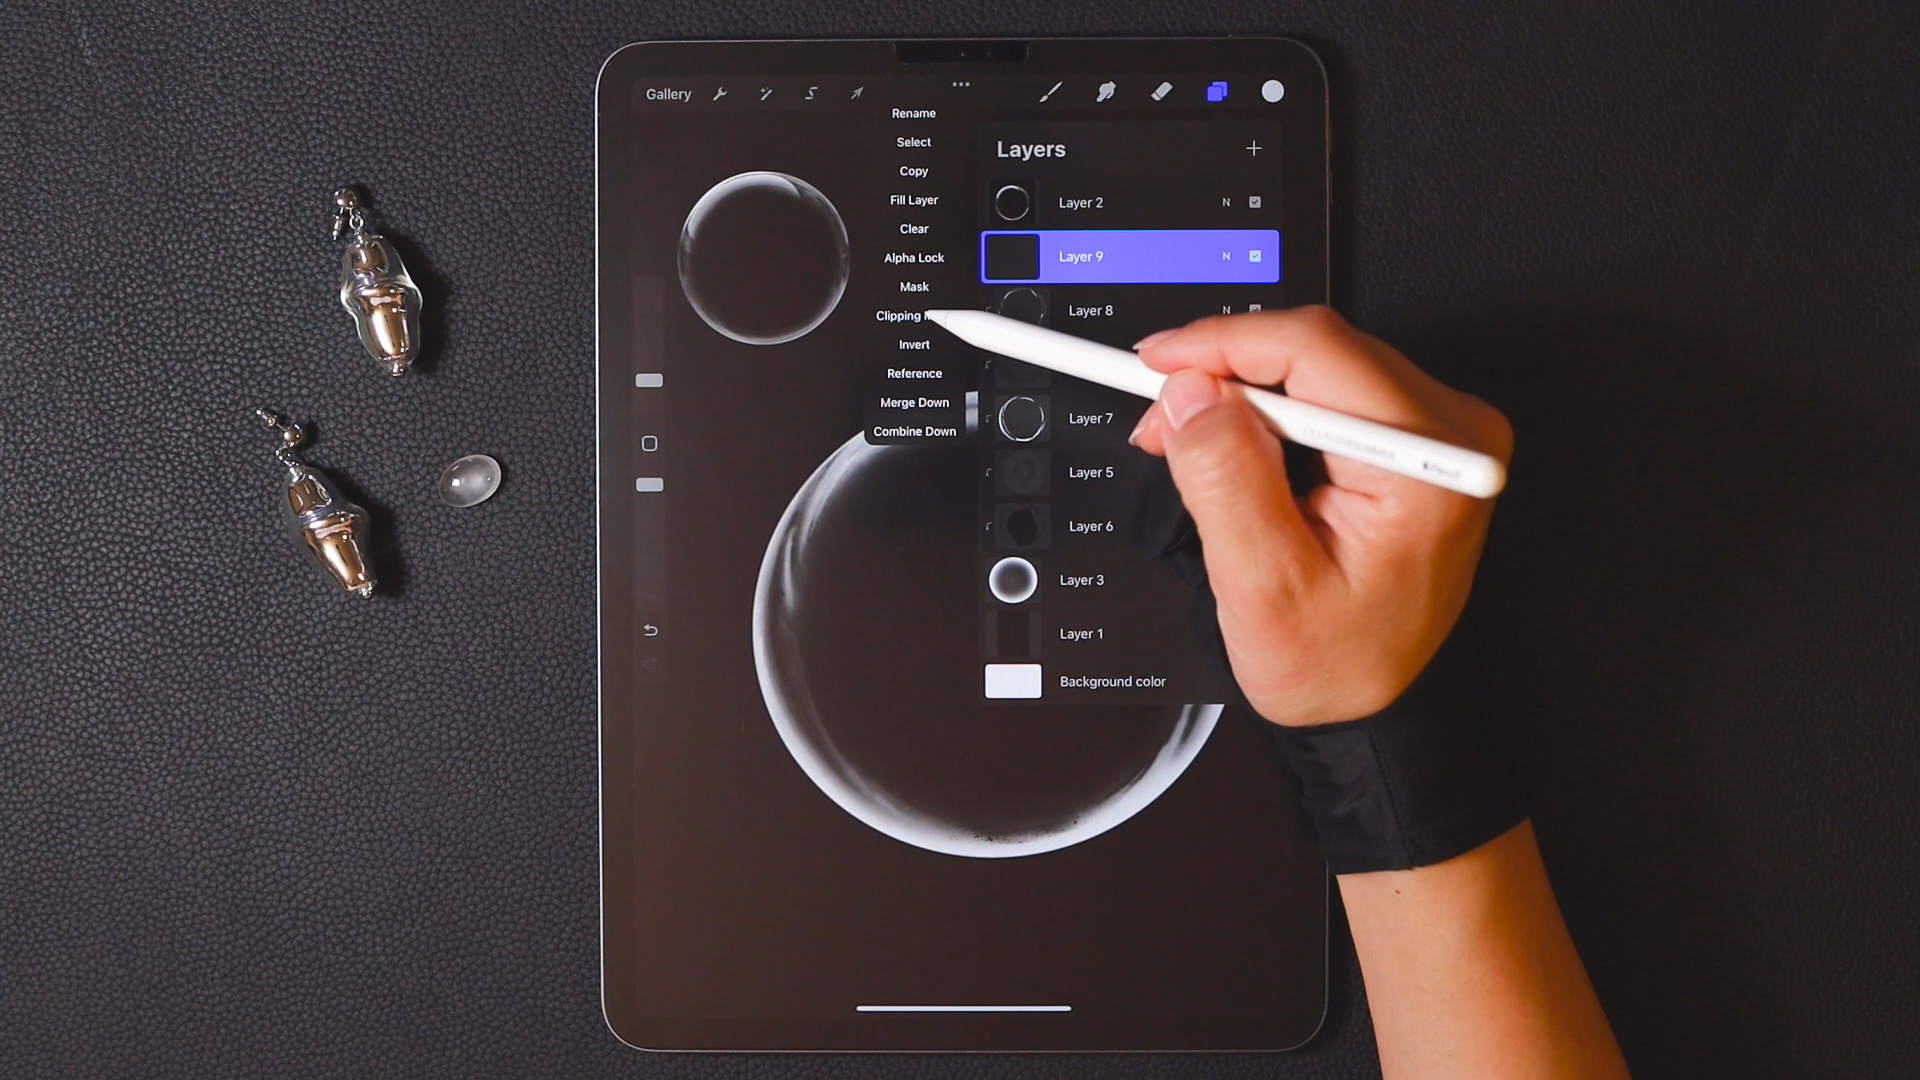 Gallery
Rename
Select
Copy
Fill Layer
Clear
Alpha Lock
Mask
Clipping
Invert
Reference
Merge Down
Combine Down
Layers
Layer 2 N
Layer 9 N
Layer 8 N
Layer 7
Layer 5
Layer 6
Layer 3
Layer 1
Background color
Pencil